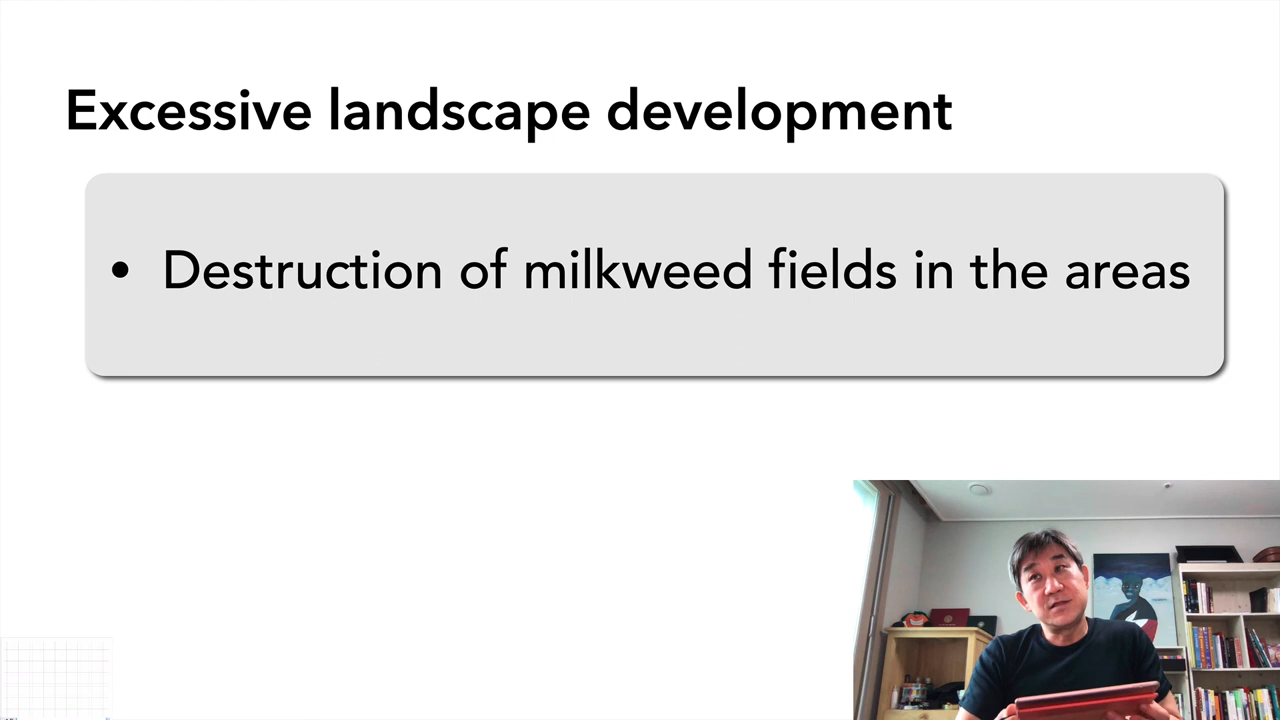 Excessive landscape development
• Destruction of milkweed fields in the areas